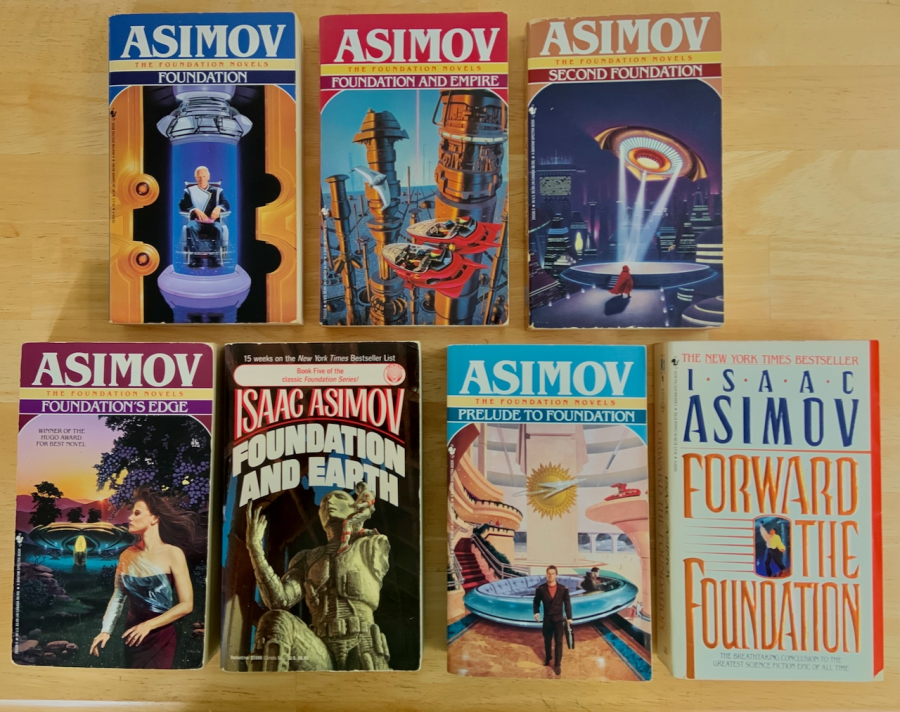 ASIMOV
THE FOUNDATION NOVELS
FOUNDATION
ASIMOV
THE FOUNDATION NOVELS
FOUNDATION AND EMPIRE
ASIMOV
THE FOUNDATION NOVELS
SECOND FOUNDATION
ASIMOV
THE FOUNDATION NOVELS
FOUNDATION'S EDGE
WINNER OF THE
HUGO AWARD
FOR BEST NOVEL
15 weeks on the New York Times Bestseller List
Book Five of the
classic Foundation Series!
ISAAC ASIMOV
FOUNDATION
AND EARTH
ASIMOV
THE FOUNDATION NOVELS
PRELUDE TO FOUNDATION
THE NEW YORK TIMES BESTSELLER
I·S·A·A·C
ASIMOV
FORWARD
THE
FOUNDATION
THE BREATHTAKING CONCLUSION TO THE
GREATEST SCIENCE FICTION EPIC OF ALL TIME